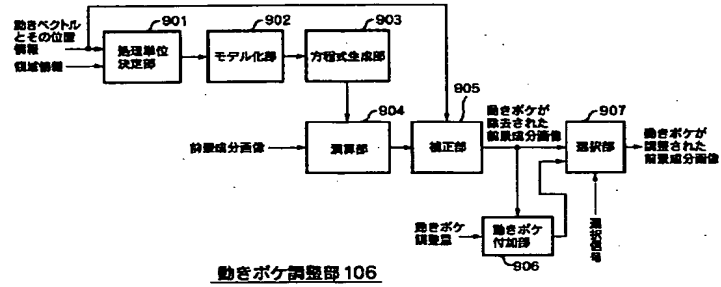 動きベクトル
とその位置
情報
領域情報
901
処理単位
決定部
902
モデル化部
903
方程式生成部
904
前景成分画像
演算部
905
補正部
動きボケが
除去された
前景成分画像
907
選択部
動きボケが
調整された
前景成分画像
動きボケ
調整量
動きボケ
付加部
906
選択信号
動きボケ調整部 106